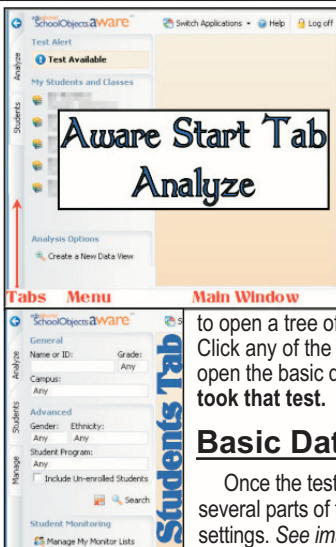 SchoolObjects aware
Switch Applications
Help
Log off
Test Alert
Test Available
Analyze
My Students and Classes
Students
Aware Start Tab
Analyze
Analysis Options
Create a New Data View
Tabs Menu Main Window
SchoolObjects aware
S
General
Name or ID: Grade:
Any
Analyze
Campus:
Any
Students
Advanced
Gender: Ethnicity:
Any Any
Student Program:
Any
Manage
Include Un-enrolled Students
Search
Student Monitoring
Manage My Monitor Lists
Students Tab
to open a tree of
Click any of the
open the basic d
took that test.
Basic Dat
Once the test
several parts of
settings. See im